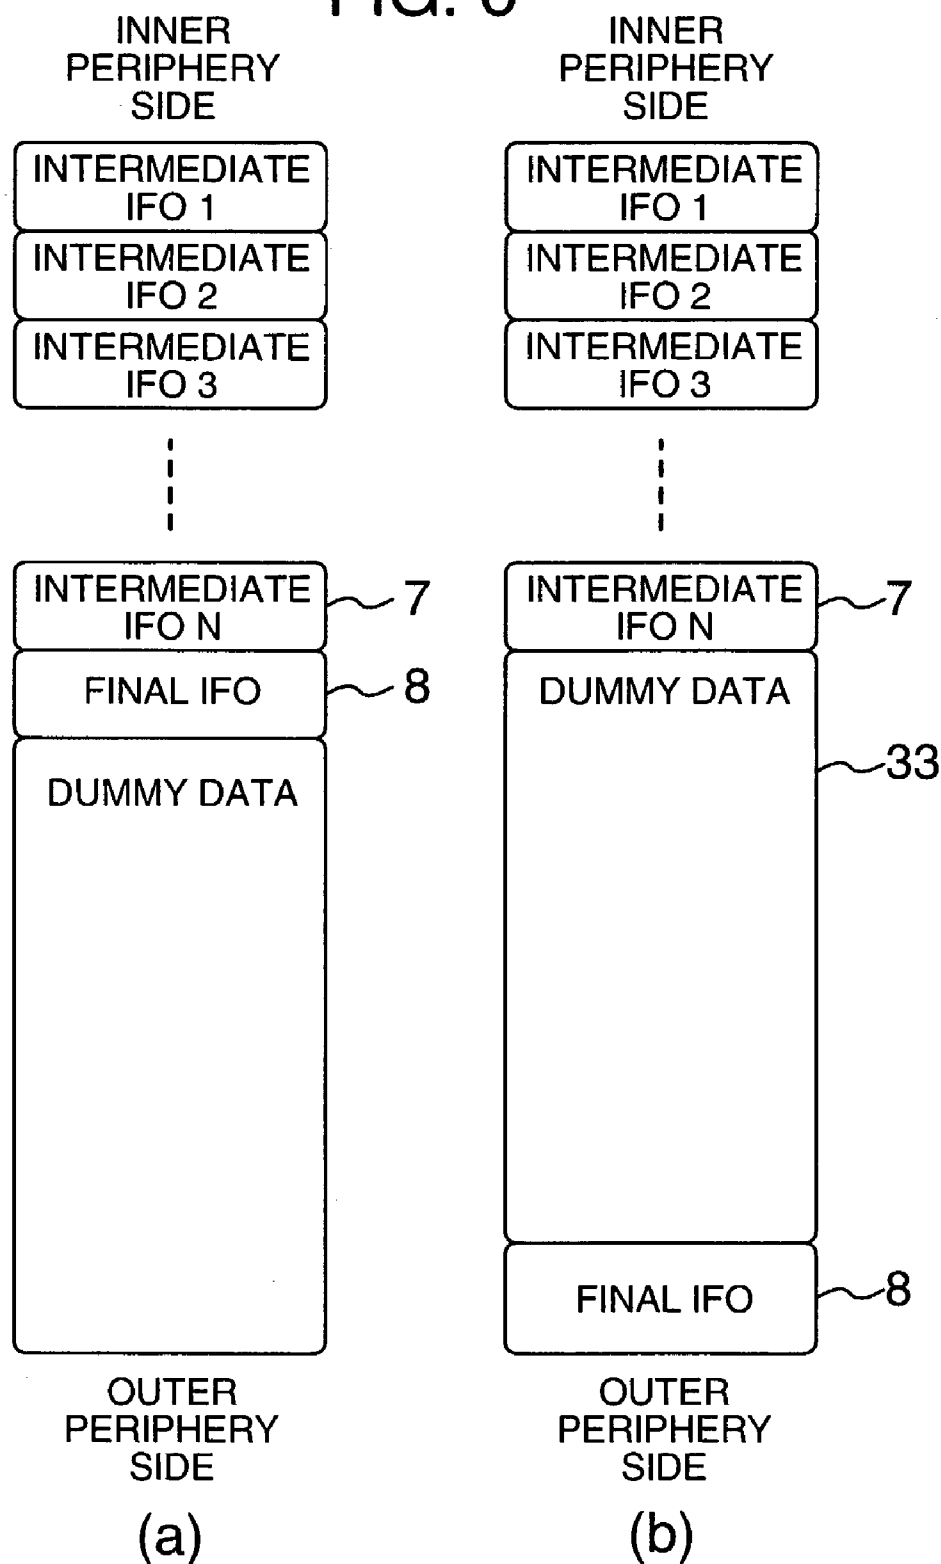 INNER
PERIPHERY
SIDE
INTERMEDIATE
IFO 1
INTERMEDIATE
IFO 2
INTERMEDIATE
IFO 3
INTERMEDIATE
IFO N
7
FINAL IFO
8
DUMMY DATA
OUTER
PERIPHERY
SIDE
(a)
INNER
PERIPHERY
SIDE
INTERMEDIATE
IFO 1
INTERMEDIATE
IFO 2
INTERMEDIATE
IFO 3
INTERMEDIATE
IFO N
7
DUMMY DATA
33
FINAL IFO
8
OUTER
PERIPHERY
SIDE
(b)